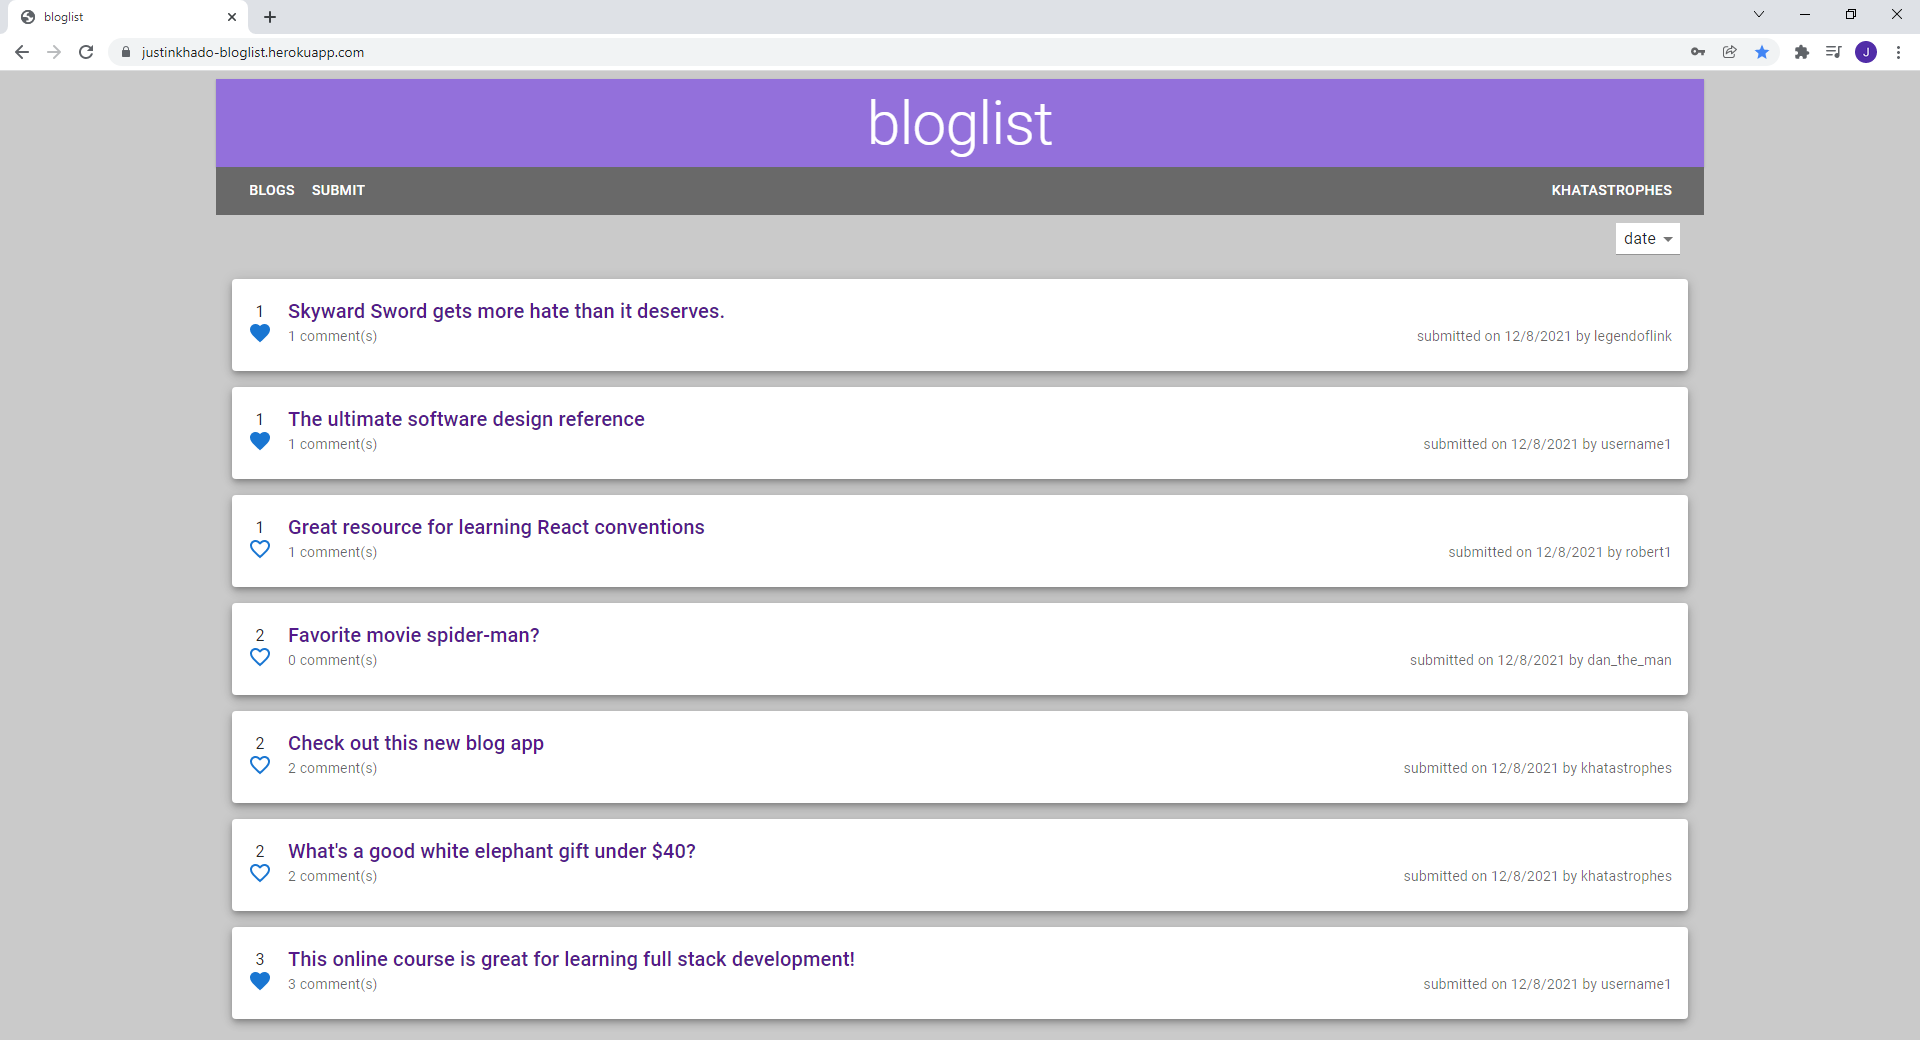 bloglist
justinkhado-bloglist.herokuapp.com
J
bloglist
BLOGS SUBMIT KHATASTROPHES
date
1 Skyward Sword gets more hate than it deserves.
1 comment(s) submitted on 12/8/2021 by legendoflink
1 The ultimate software design reference
1 comment(s) submitted on 12/8/2021 by username1
1 Great resource for learning React conventions
1 comment(s) submitted on 12/8/2021 by robert1
2 Favorite movie spider-man?
0 comment(s) submitted on 12/8/2021 by dan_the_man
2 Check out this new blog app
2 comment(s) submitted on 12/8/2021 by khatastrophes
2 What's a good white elephant gift under $40?
2 comment(s) submitted on 12/8/2021 by khatastrophes
3 This online course is great for learning full stack development!
3 comment(s) submitted on 12/8/2021 by username1